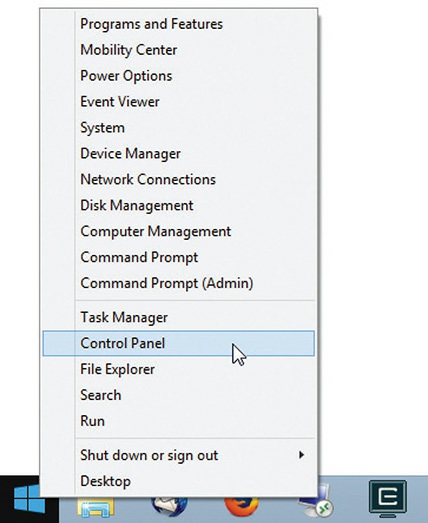 Programs and Features
Mobility Center
Power Options
Event Viewer
System
Device Manager
Network Connections
Disk Management
Computer Management
Command Prompt
Command Prompt (Admin)
Task Manager
Control Panel
File Explorer
Search
Run
Shut down or sign out
Desktop